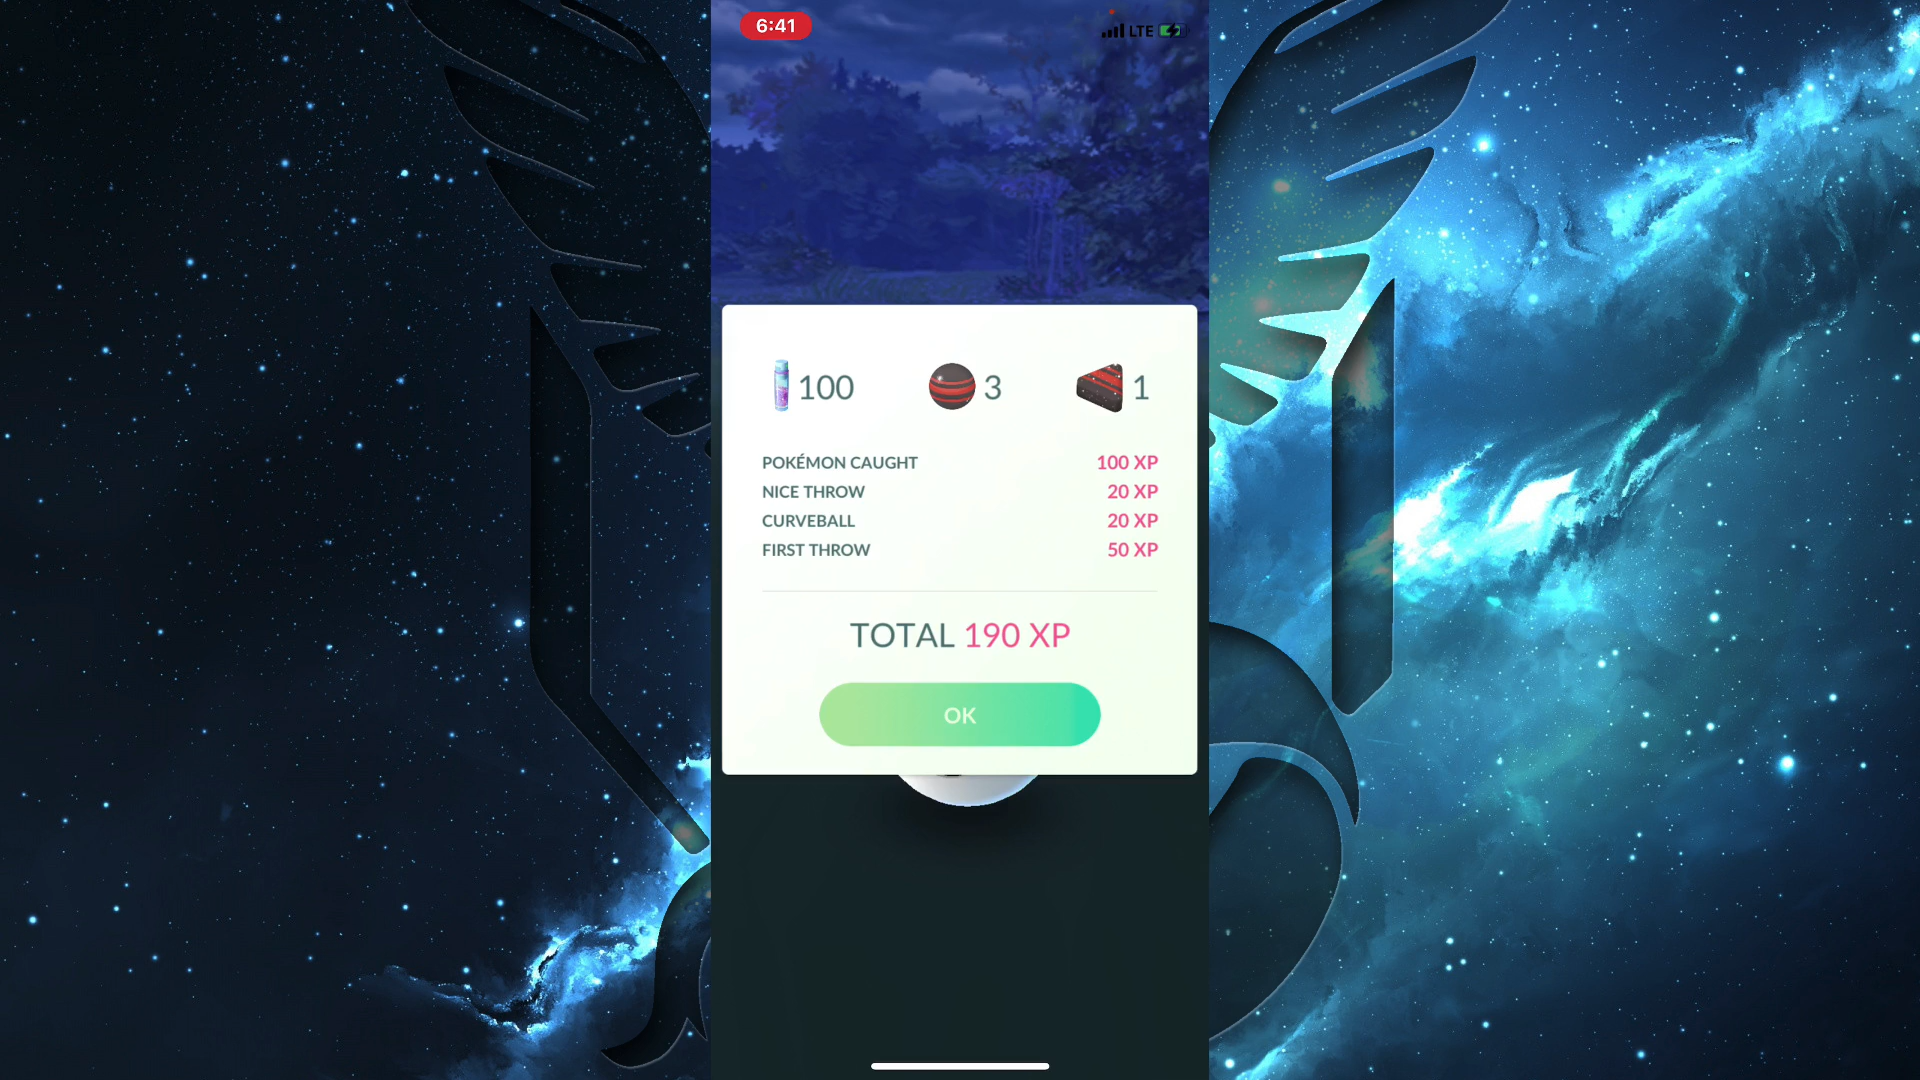 6:41 LTE
100 3 1
POKÉMON CAUGHT 100 XP
NICE THROW 20 XP
CURVEBALL 20 XP
FIRST THROW 50 XP
TOTAL 190 XP
OK